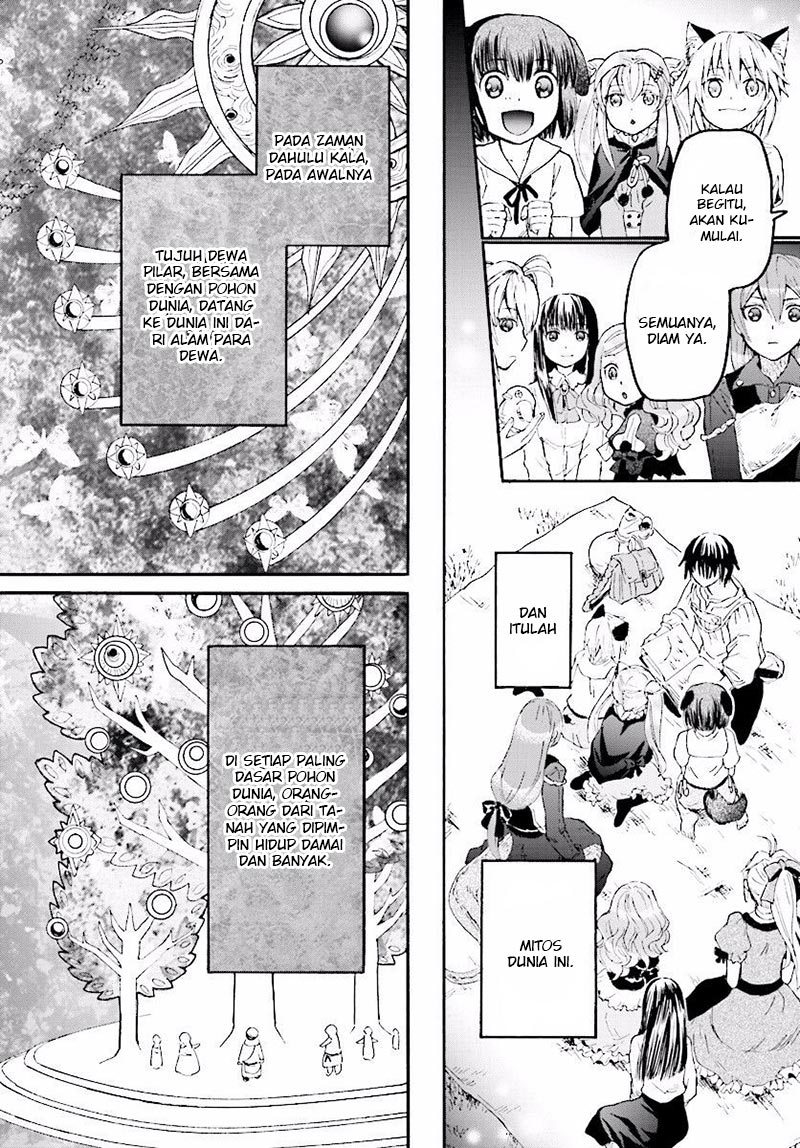 KALAU
BEGITU,
AKAN KU-
MULAI.
SEMUANYA,
DIAM YA.
DAN
ITULAH
MITOS
DUNIA INI.
PADA ZAMAN
DAHULU KALA,
PADA AWALNYA
TUJUH DEWA
PILAR, BERSAMA
DENGAN POHON
DUNIA, DATANG
KE DUNIA INI DA-
RI ALAM PARA
DEWA.
DI SETIAP PALING
DASAR POHON
DUNIA, ORANG-
ORANG DARI TA-
NAH YANG DIPIM-
PIN HIDUP DAMAI
DAN BANYAK.